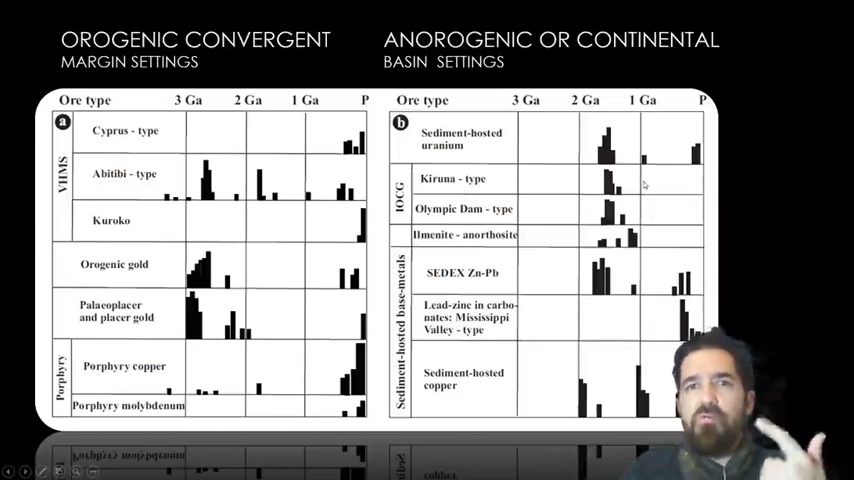 OROGENIC CONVERGENT
MARGIN SETTINGS
ANOROGENIC OR CONTINENTAL
BASIN SETTINGS
Ore type 3 Ga 2 Ga 1 Ga P
a
VHMS
Cyprus - type
Abitibi - type
Kuroko
Orogenic gold
Palaeoplacer
and placer gold
Porphyry
Porphyry copper
Porphyry molybdenum
Ore type 3 Ga 2 Ga 1 Ga P
b
Sediment-hosted
uranium
IOCG
Kiruna - type
Olympic Dam - type
Ilmenite - anorthosite
Sediment-hosted base-metals
SEDEX Zn-Pb
Lead-zinc in carbo-
nates: Mississippi
Valley - type
Sediment-hosted
copper